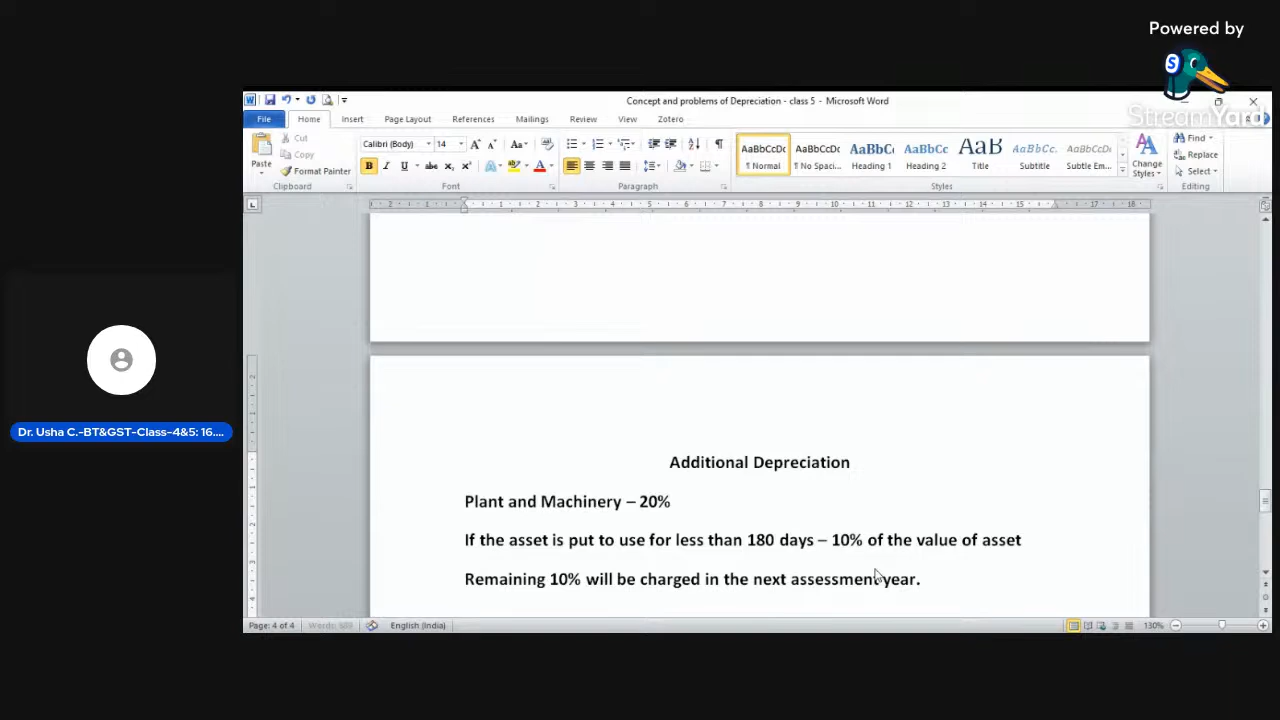 Powered by
S
StreamYard
Concept and problems of Depreciation - class 5 - Microsoft Word
File Home Insert Page Layout References Mailings Review View Zotero
Paste
Cut
Copy
Format Painter
Clipboard
Calibri (Body) 14
Font
Paragraph
AaBbCcDc AaBbCcDc AaBbC AaBbCc AaB AaBbCc. AaBbCcDc
¶ Normal ¶ No Spaci... Heading 1 Heading 2 Title Subtitle Subtle Em...
Change Styles
Styles
Find
Replace
Select
Editing
Additional Depreciation
Plant and Machinery – 20%
If the asset is put to use for less than 180 days – 10% of the value of asset
Remaining 10% will be charged in the next assessment year.
Dr. Usha C.-BT&GST-Class-4&5: 16....
Page: 4 of 4 English (India) 130%